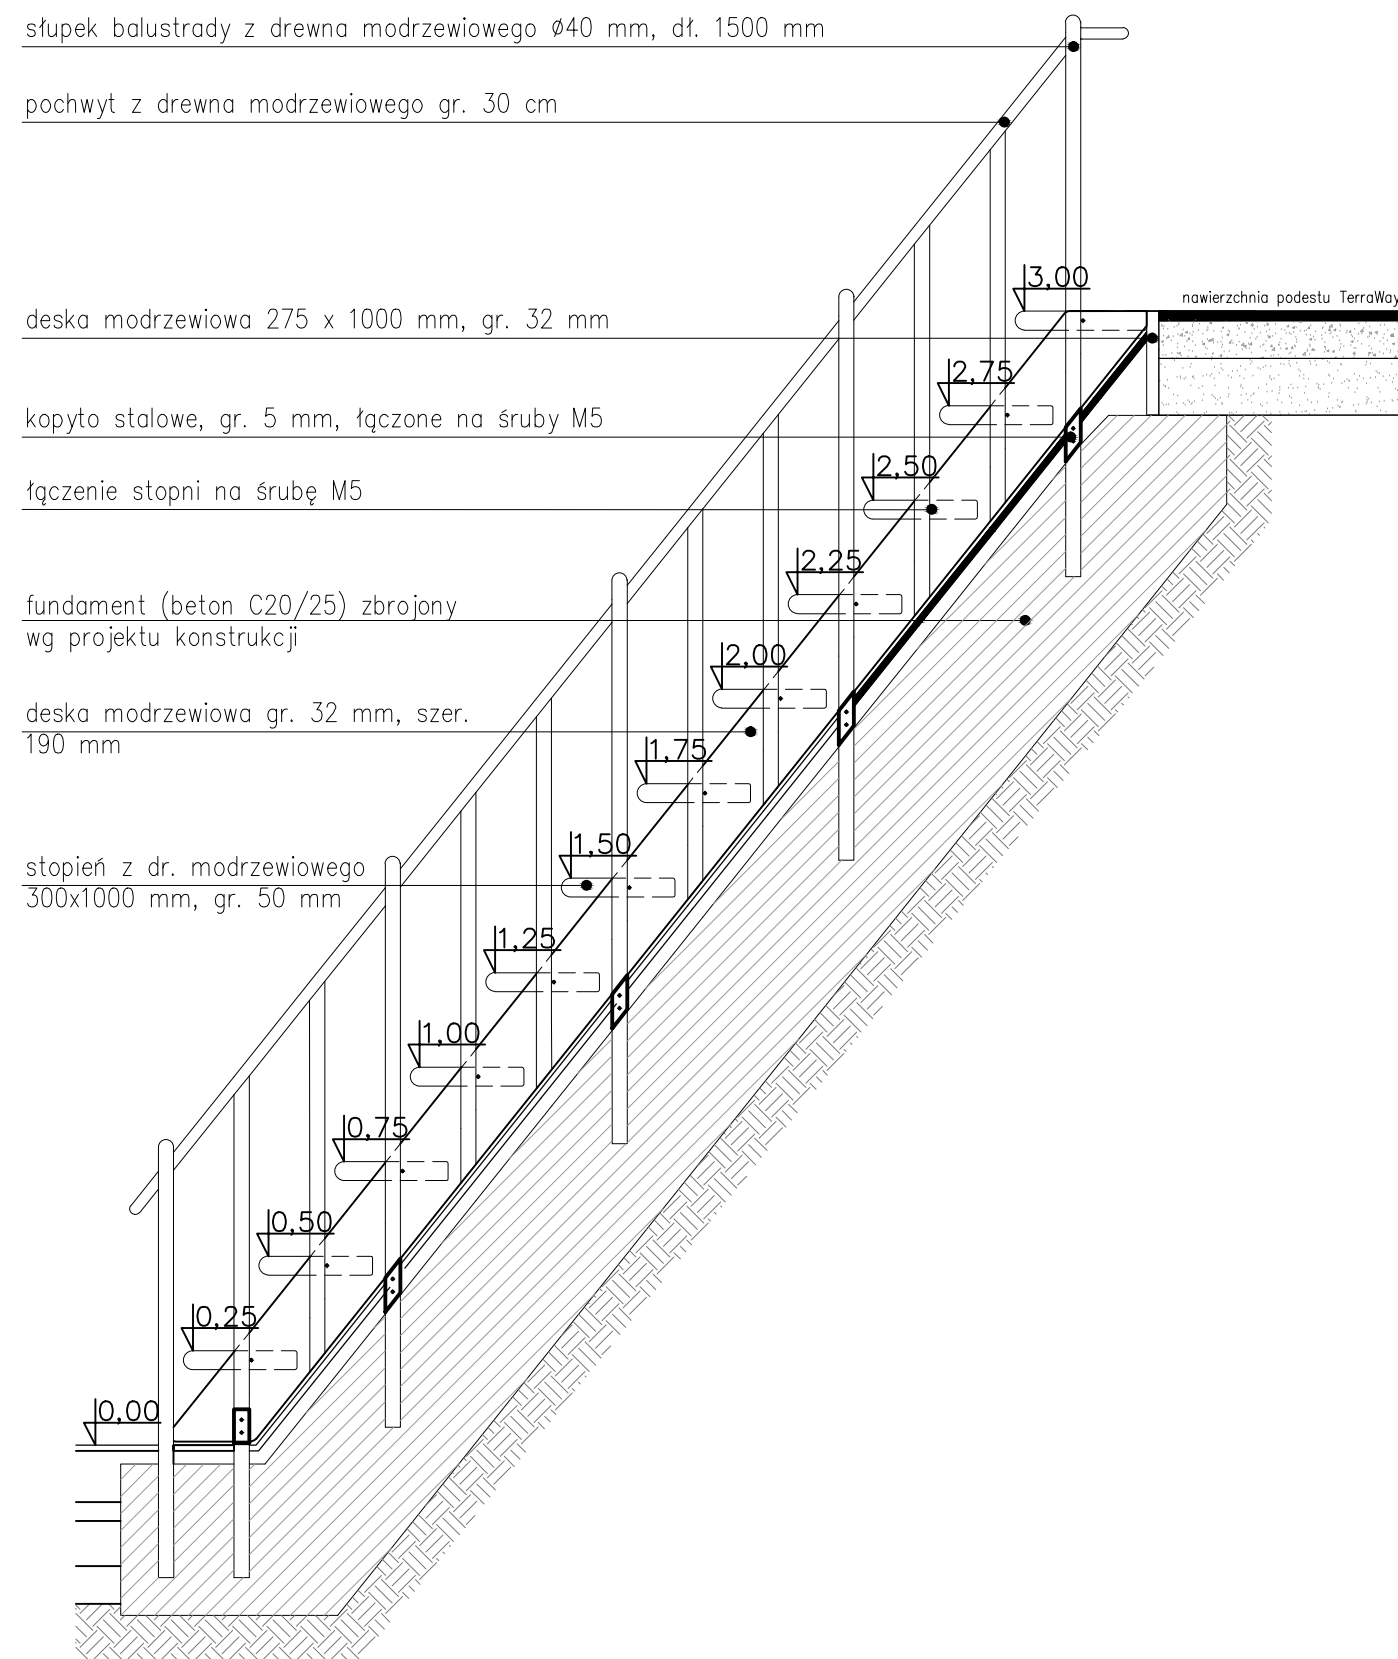 słupek balustrady z drewna modrzewiowego Ø40 mm, dł. 1500 mm
pochwyt z drewna modrzewiowego gr. 30 cm
3,00
nawierzchnia podestu TerraWay
deska modrzewiowa 275 x 1000 mm, gr. 32 mm
2,75
kopyto stalowe, gr. 5 mm, łączone na śruby M5
2,50
łączenie stopni na śrubę M5
2,25
fundament (beton C20/25) zbrojony
wg projektu konstrukcji
2,00
deska modrzewiowa gr. 32 mm, szer.
190 mm
1,75
1,50
stopień z dr. modrzewiowego
300x1000 mm, gr. 50 mm
1,25
1,00
0,75
0,50
0,25
0,00